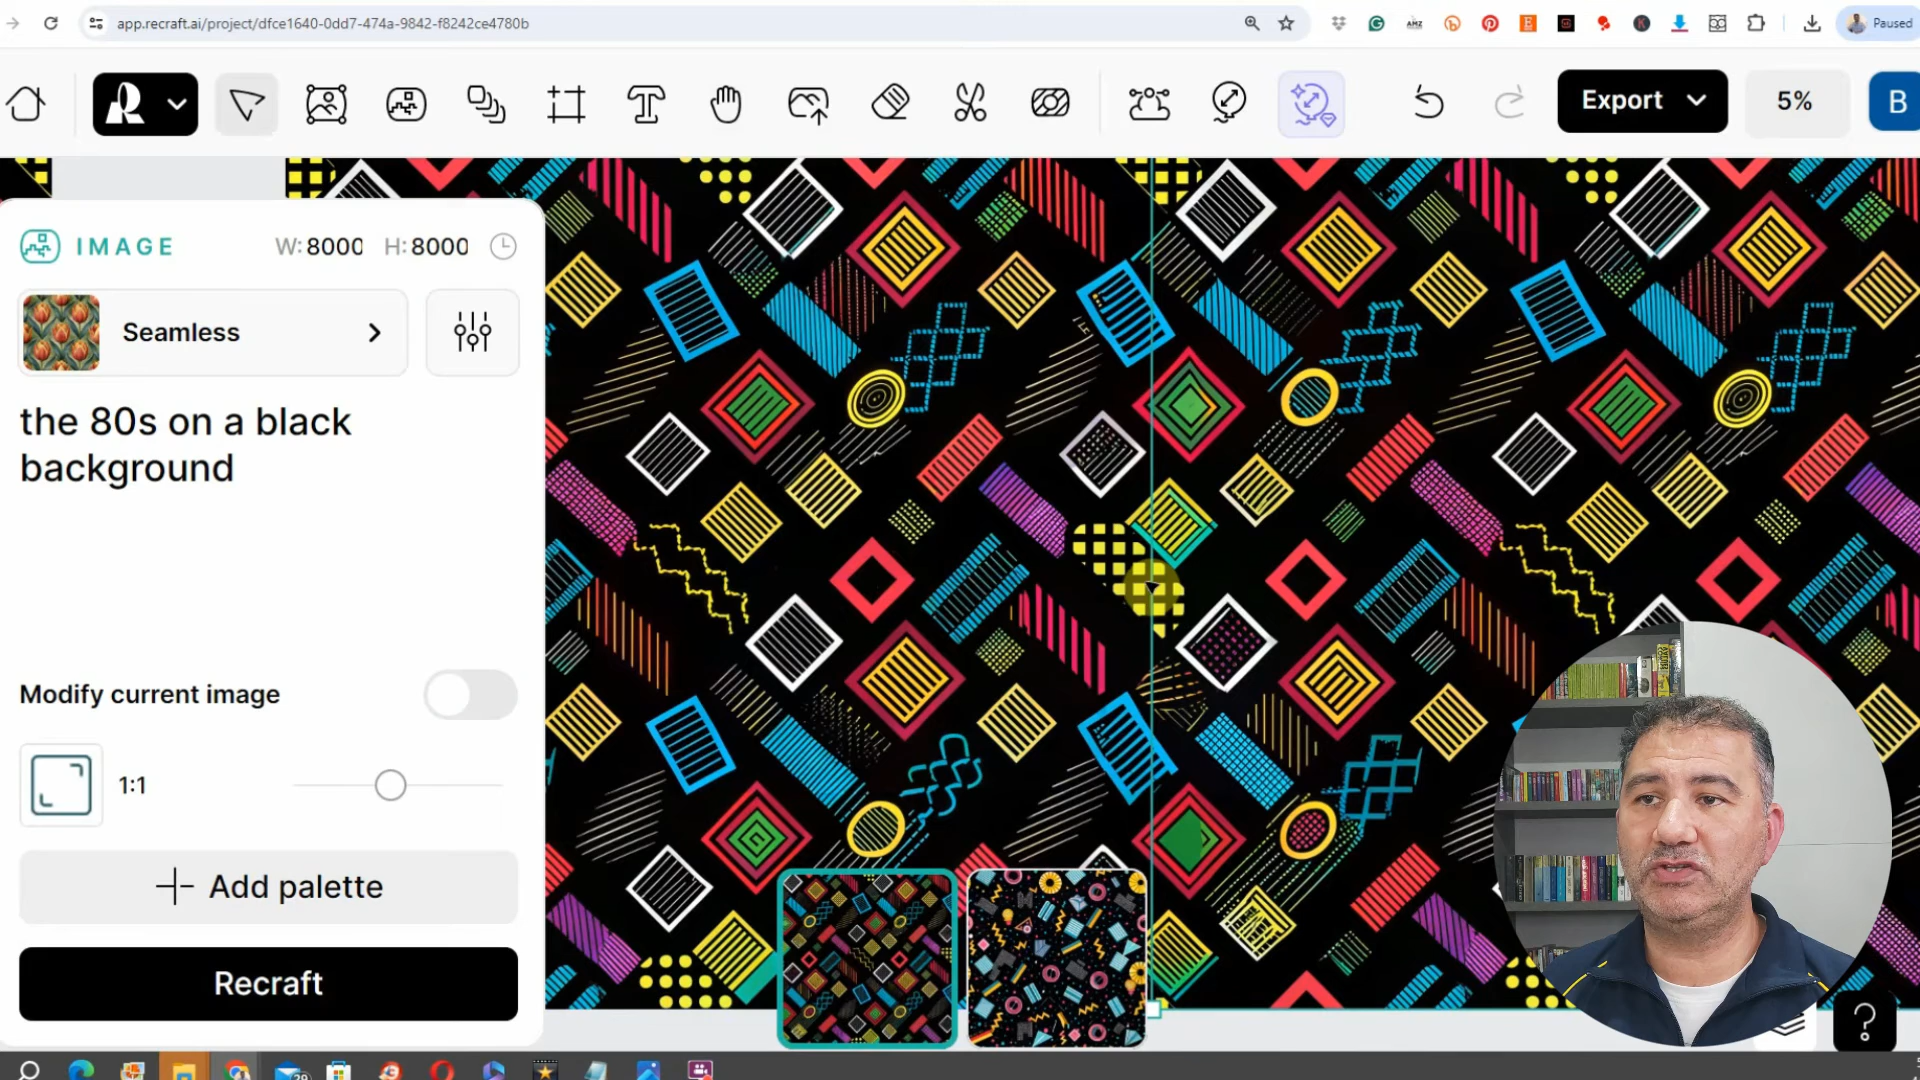 app.recraft.ai/project/dfce1640-0dd7-474a-9842-f8242ce4780b
Paused
Export
5%
B
IMAGE
W: 8000
H: 8000
Seamless
the 80s on a black
background
Modify current image
1:1
Add palette
Recraft
?